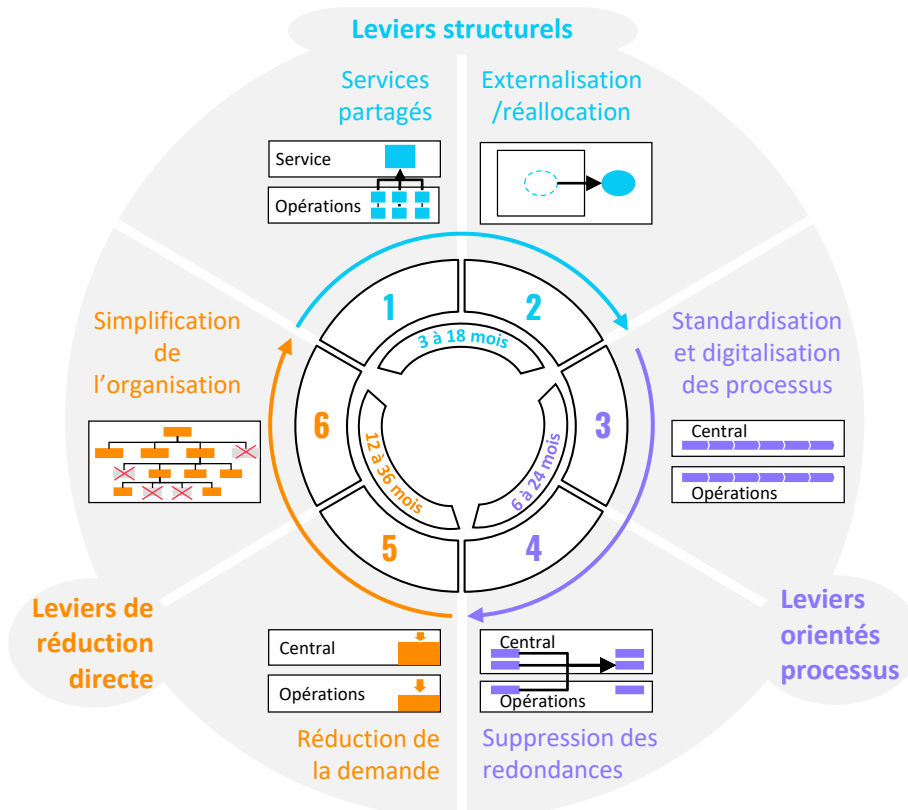 Leviers structurels
Services
partagés
Externalisation
/réallocation
Service
Opérations
1
2
3 à 18 mois
Simplification
de
l'organisation
Standardisation
et digitalisation
des processus
Central
Opérations
6
3
12 à 36 mois
6 à 24 mois
5
4
Leviers de
réduction
directe
Leviers
orientés
processus
Central
Opérations
Central
Opérations
Réduction de
la demande
Suppression des
redondances